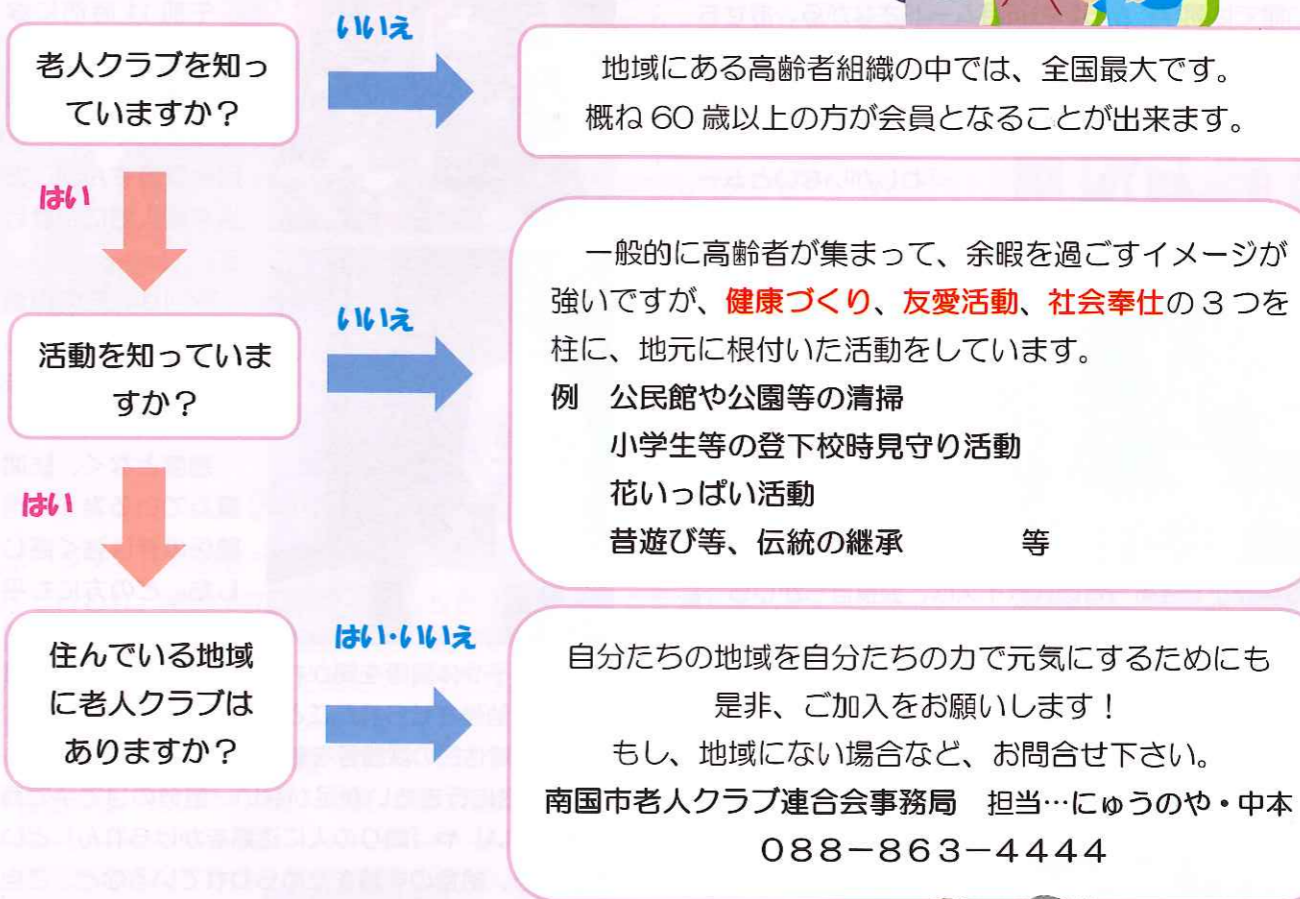 老人クラブを知っ
ていますか？
いいえ
地域にある高齢者組織の中では、全国最大です。
概ね 60 歳以上の方が会員となることが出来ます。
はい
活動を知っていま
すか？
いいえ
一般的に高齢者が集まって、余暇を過ごすイメージが
強いですが、健康づくり、友愛活動、社会奉仕の３つを
柱に、地元に根付いた活動をしています。
例　公民館や公園等の清掃
小学生等の登下校時見守り活動
花いっぱい活動
昔遊び等、伝統の継承　　　　等
はい
住んでいる地域
に老人クラブは
ありますか？
はい・いいえ
自分たちの地域を自分たちの力で元気にするためにも
是非、ご加入をお願いします！
もし、地域にない場合など、お問合せ下さい。
南国市老人クラブ連合会事務局　担当…にゅうのや・中本
０８８－８６３－４４４４